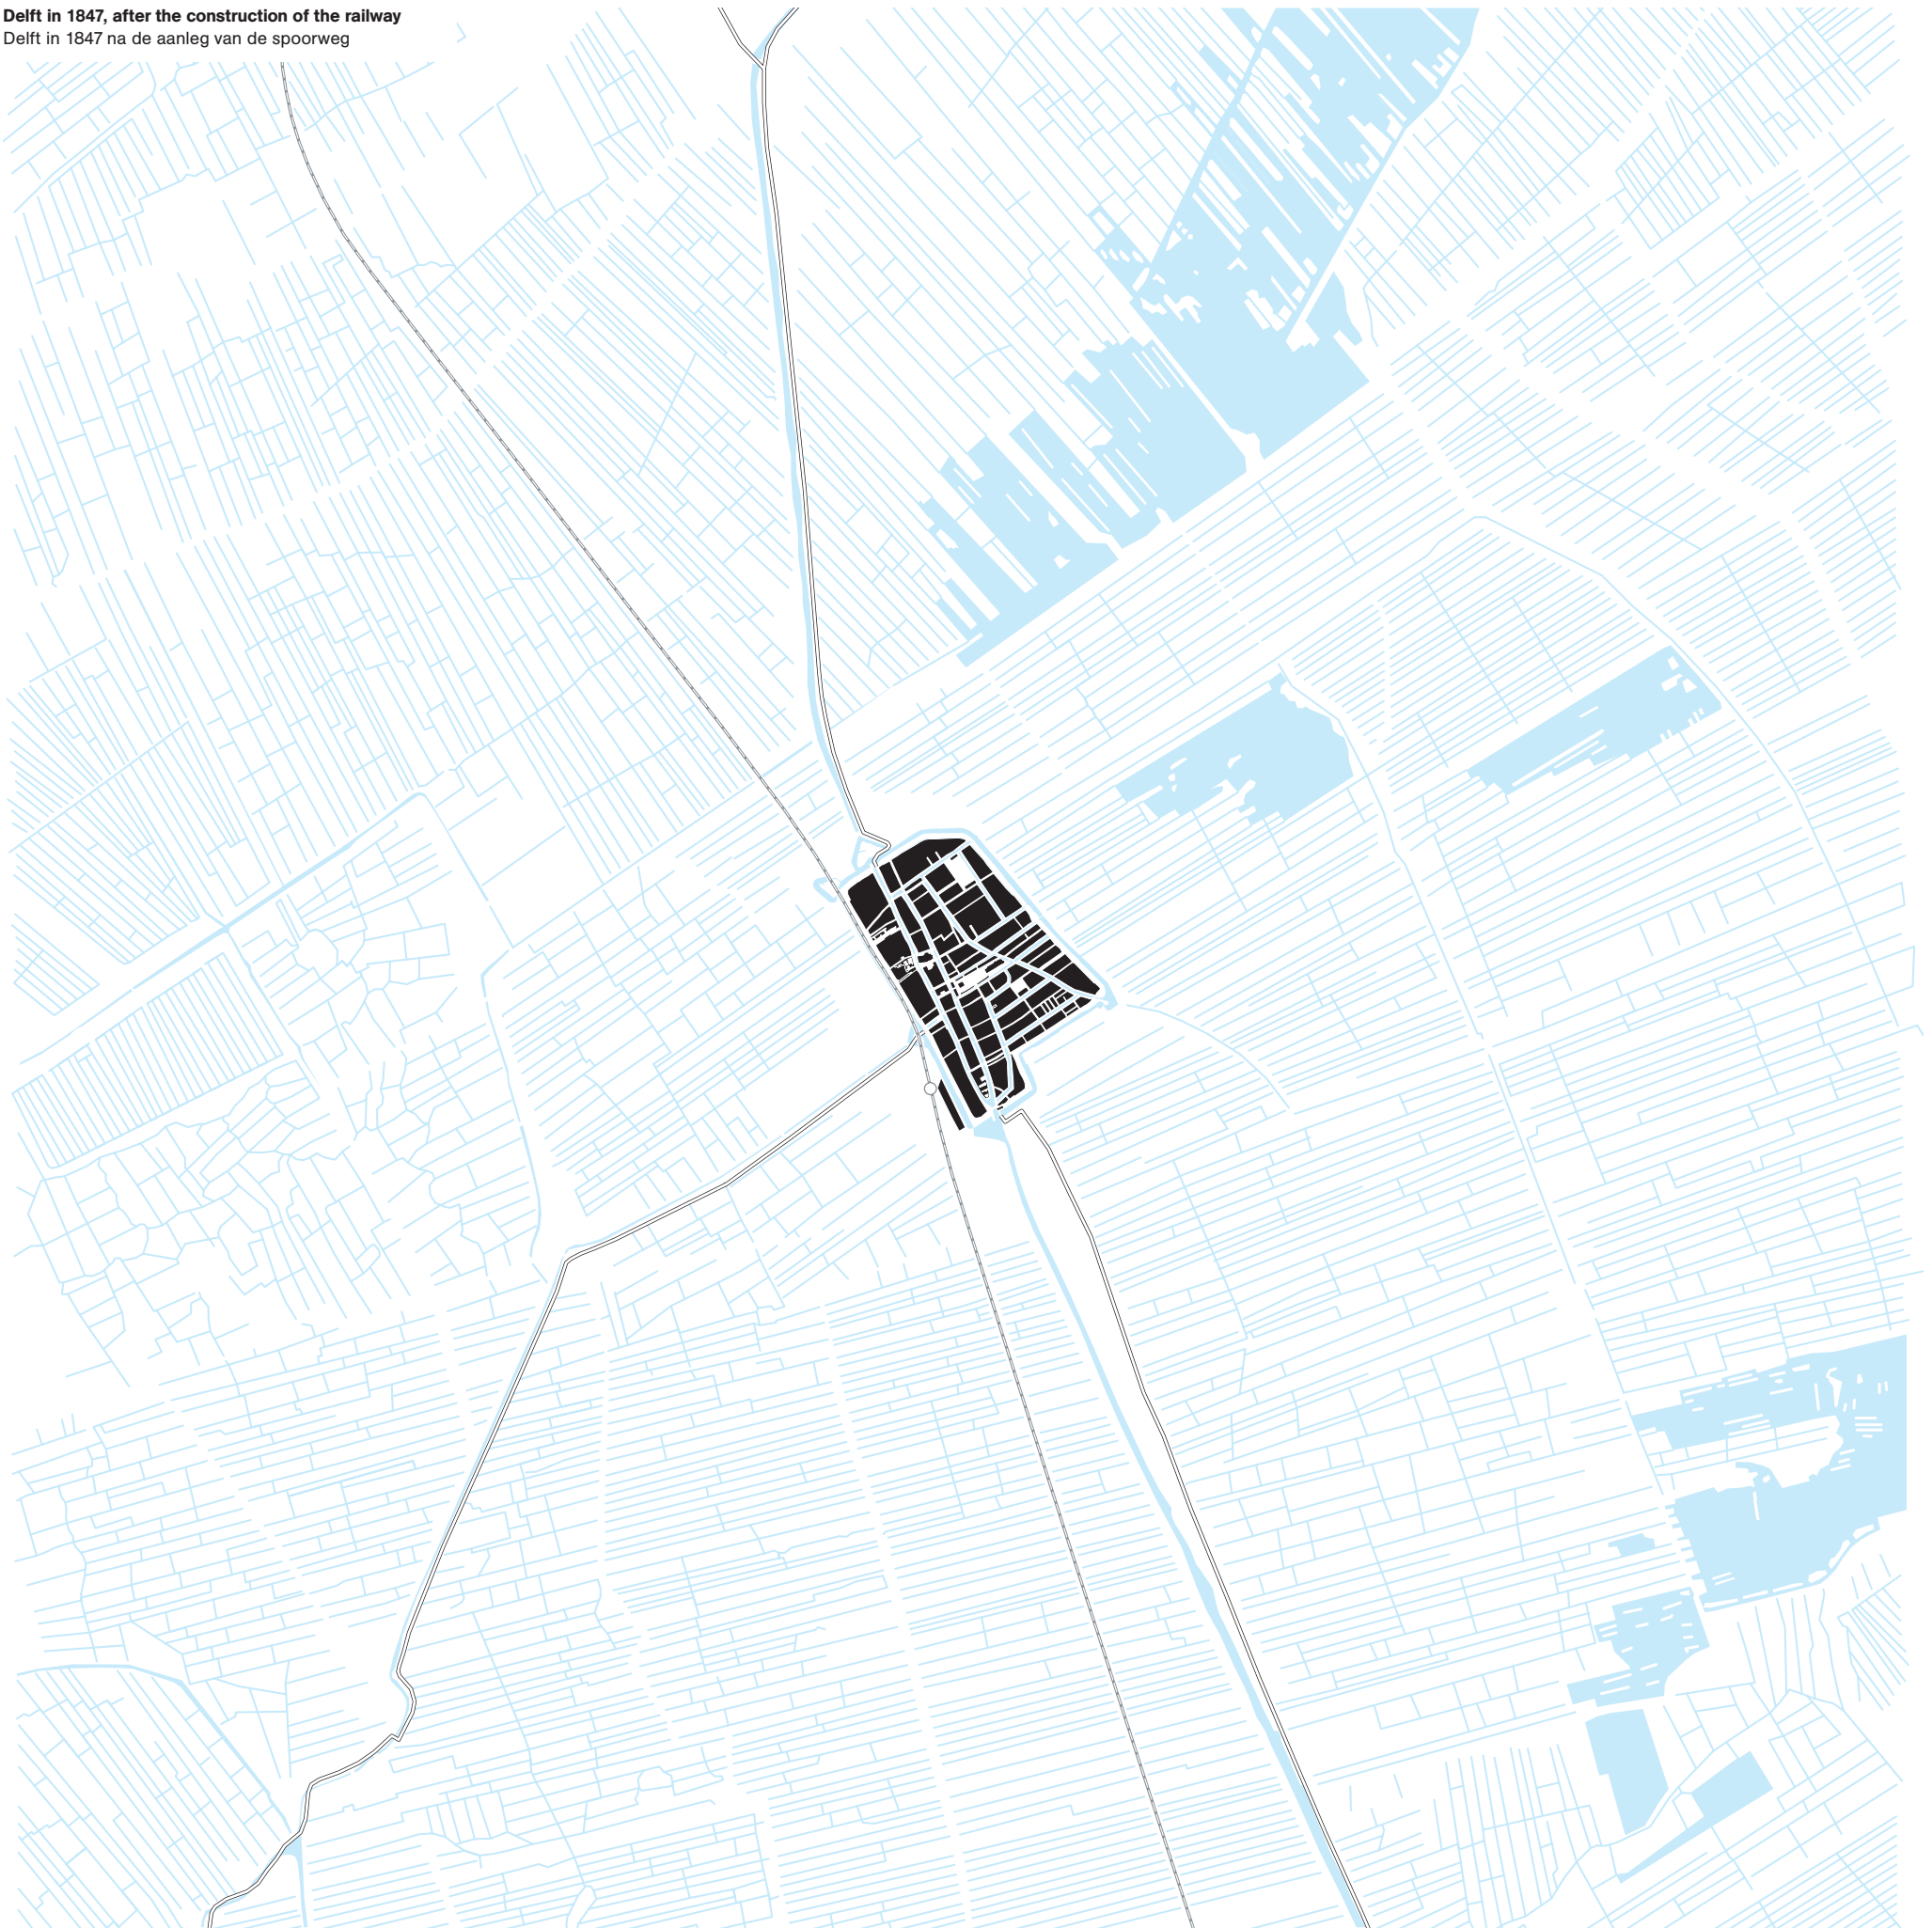 Delft in 1847, after the construction of the railway
Delft in 1847 na de aanleg van de spoorweg